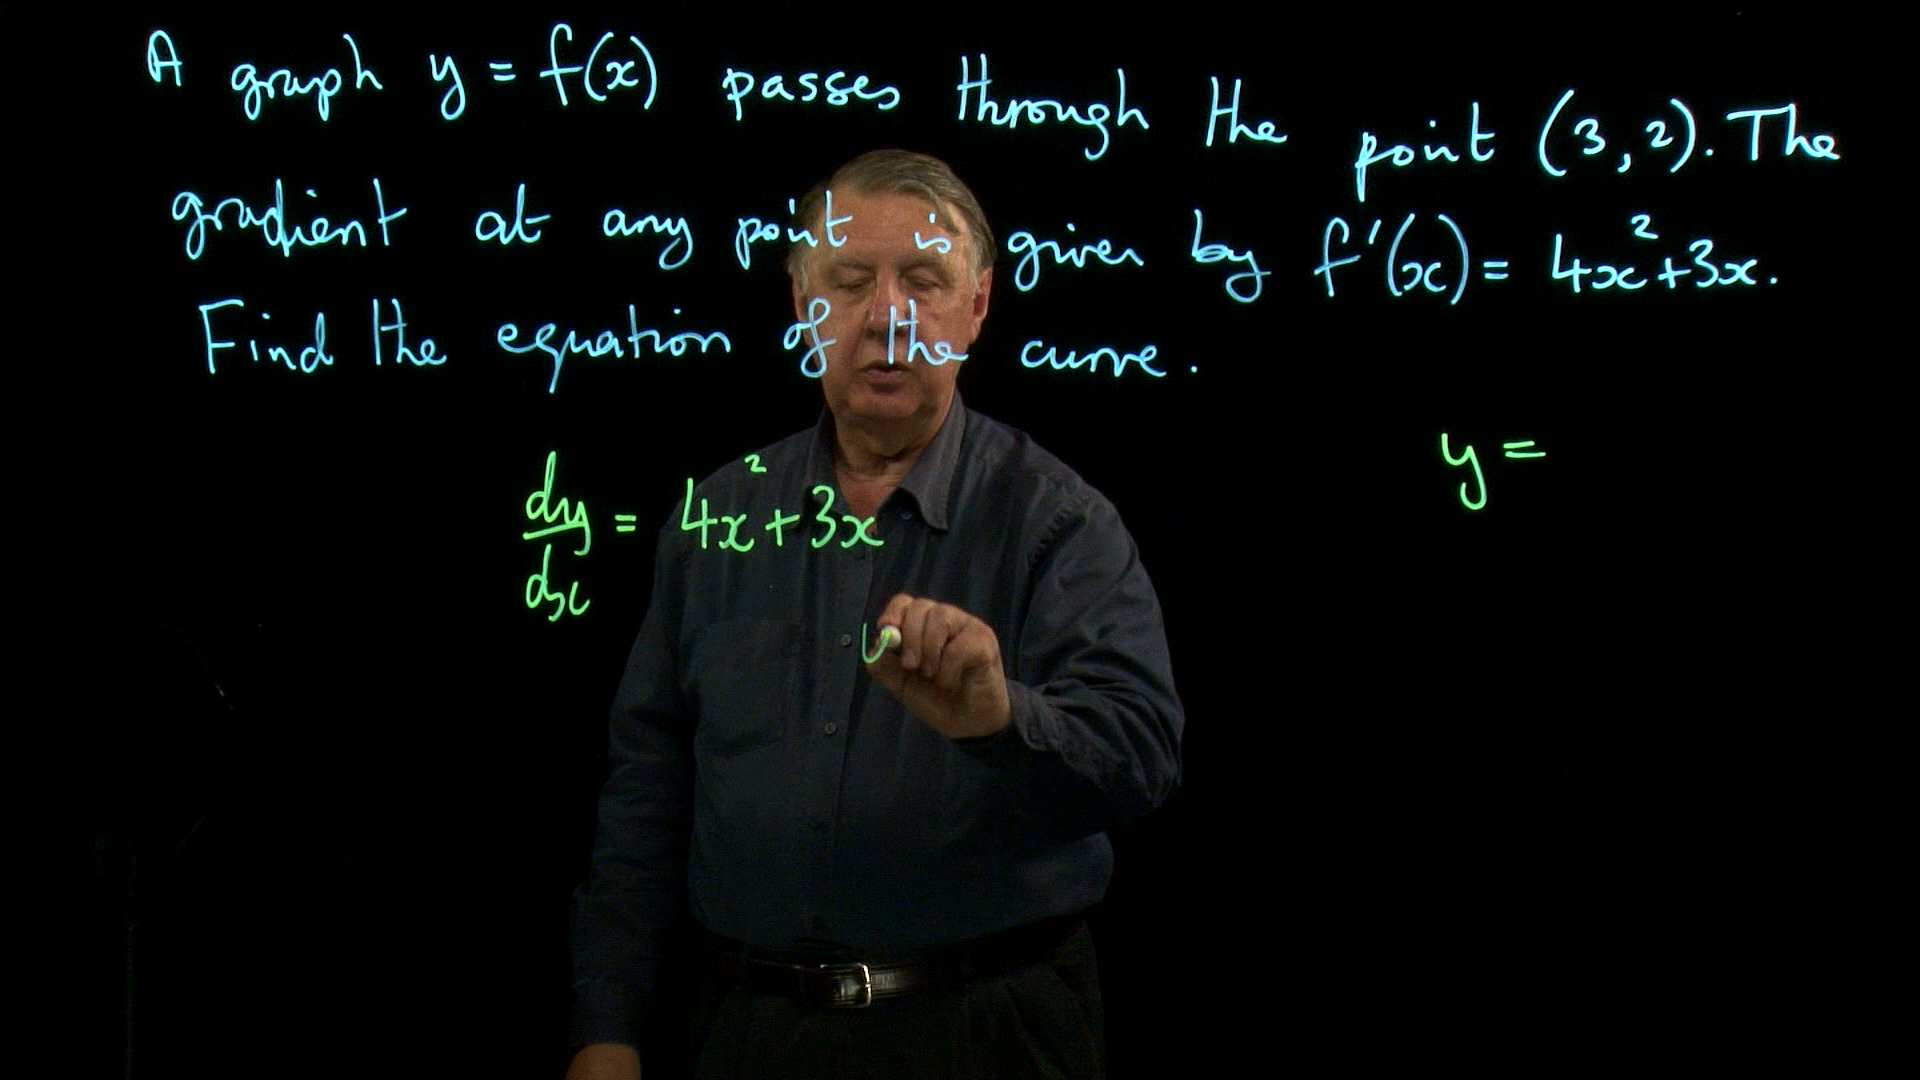 A graph y = f(x) passes through the point (3,2). The
gradient at any point is given by f'(x) = 4x²+3x.
Find the equation of the curve.
y =
dy/dx = 4x²+3x